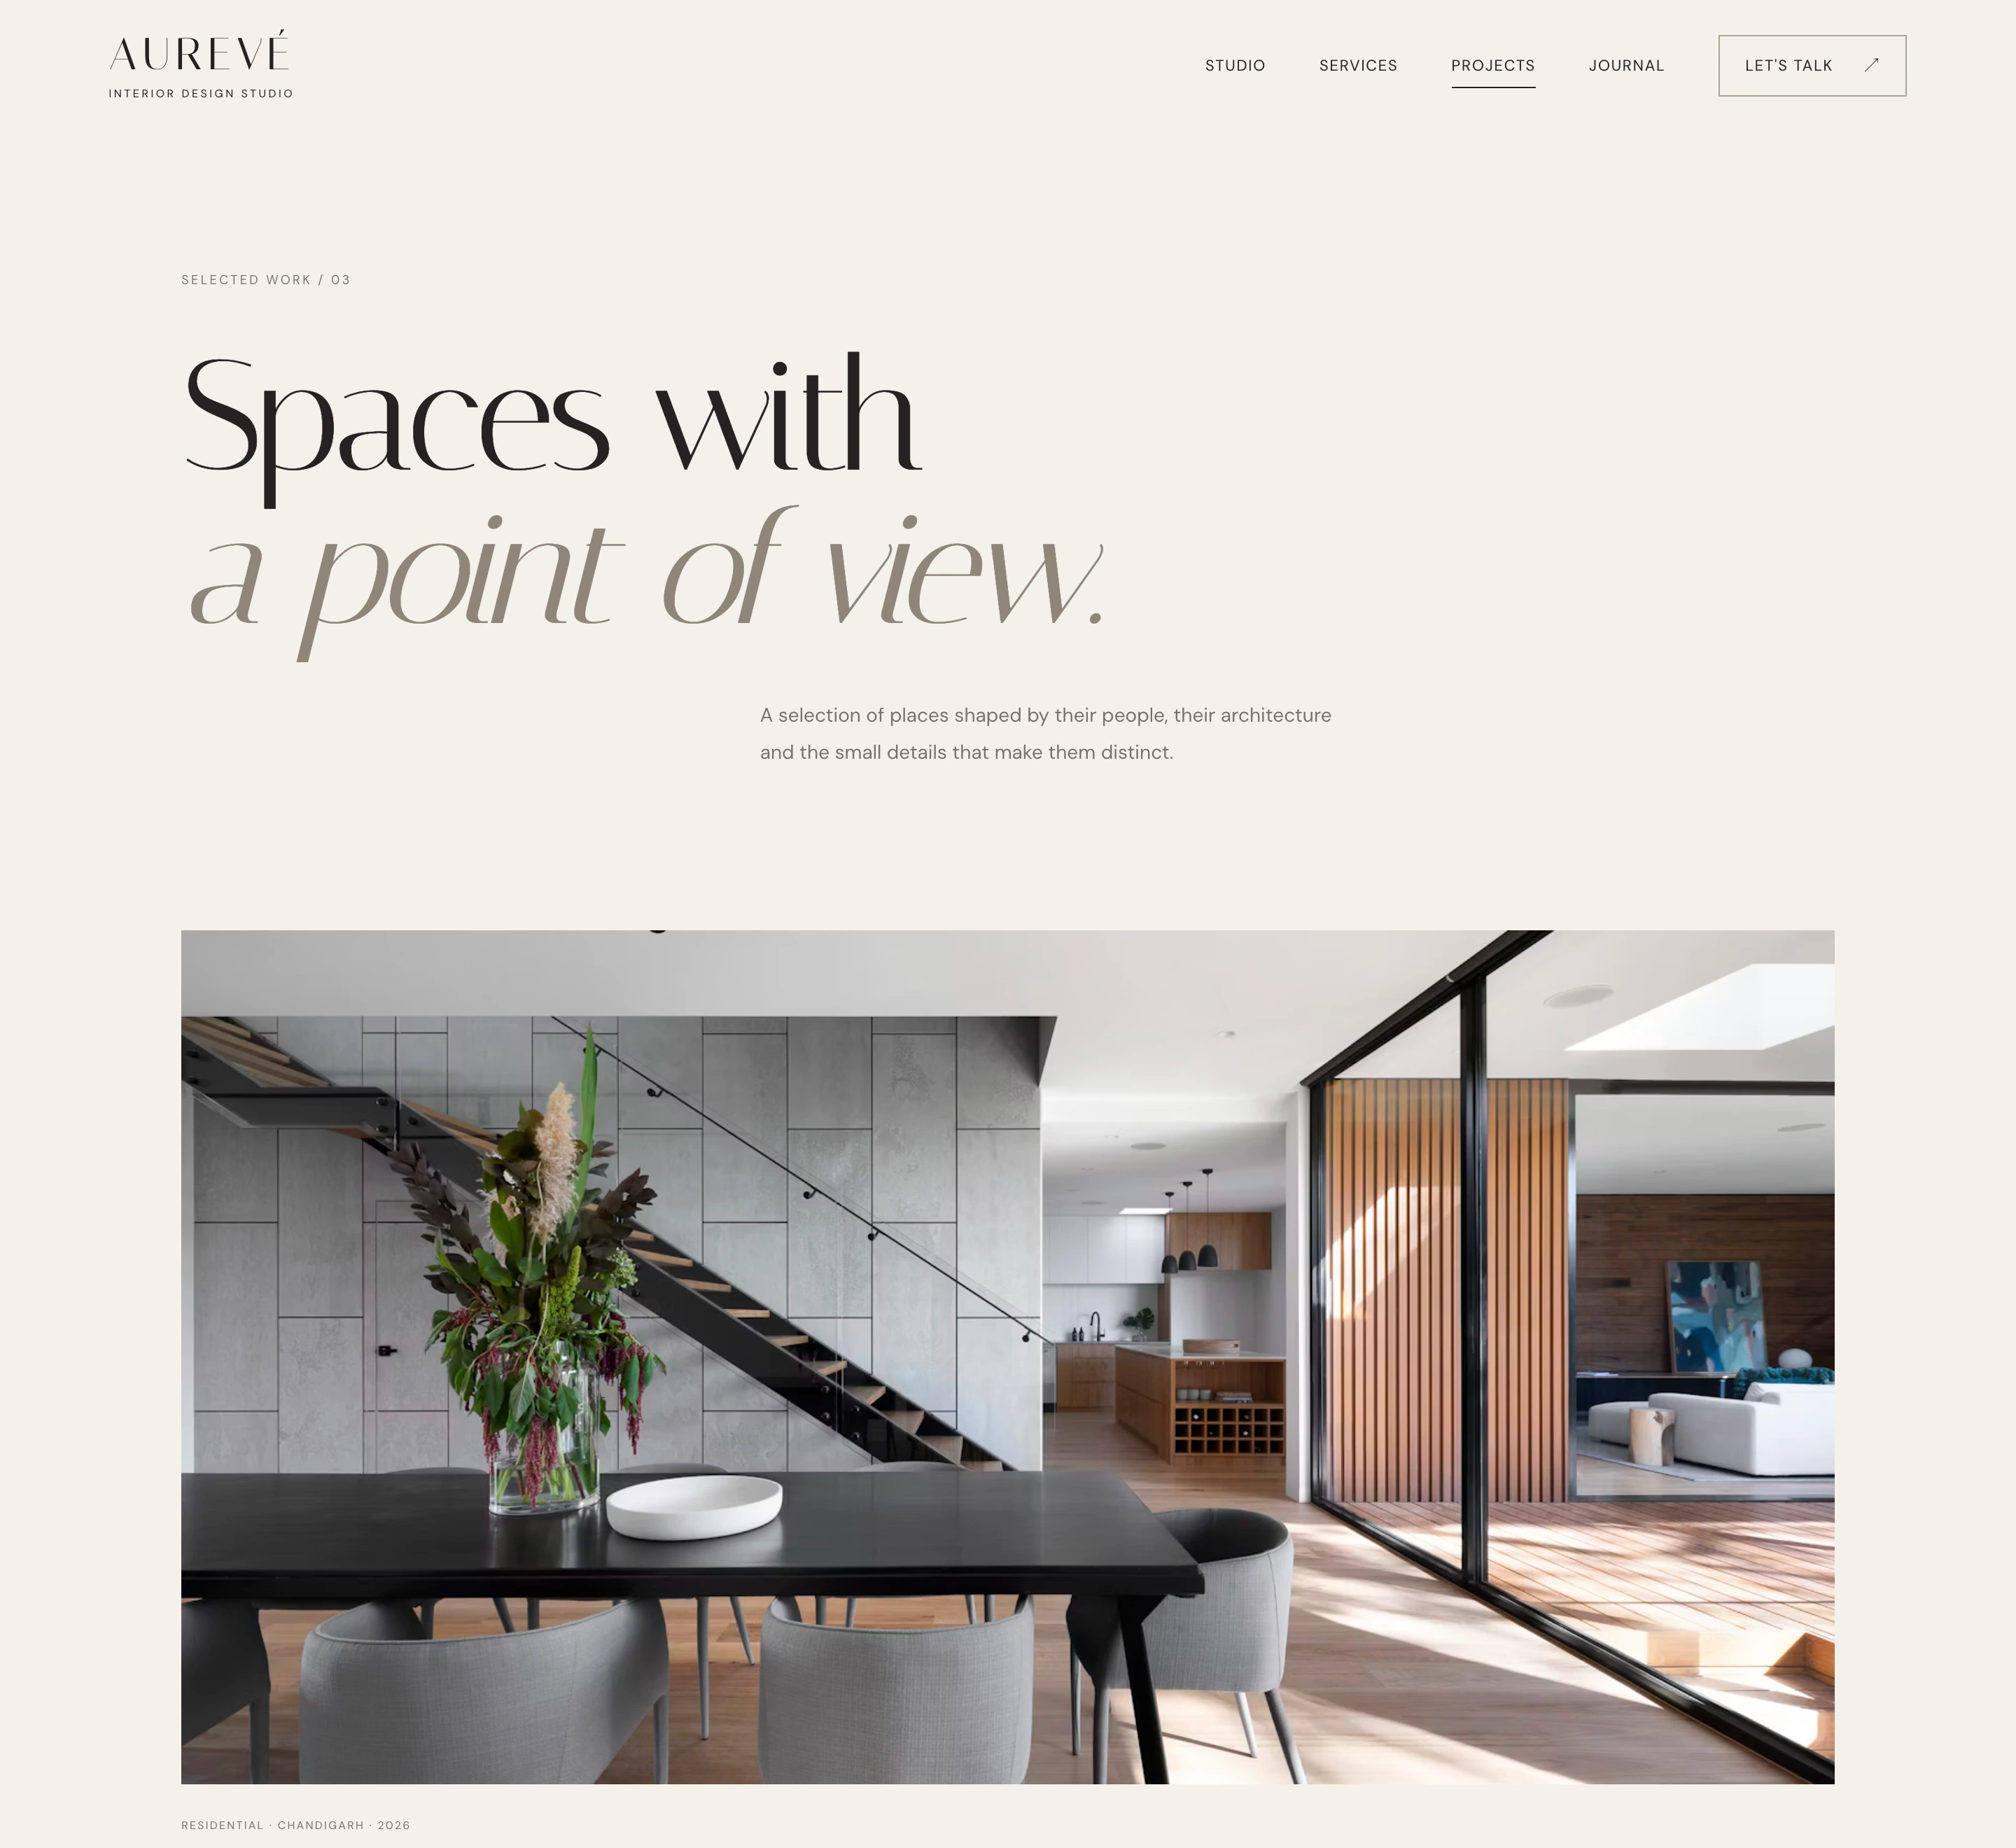 AUREVÉ
INTERIOR DESIGN STUDIO
STUDIO
SERVICES
PROJECTS
JOURNAL
LET'S TALK
SELECTED WORK / 03
Spaces with
a point of view.
A selection of places shaped by their people, their architecture
and the small details that make them distinct.
RESIDENTIAL · CHANDIGARH · 2026